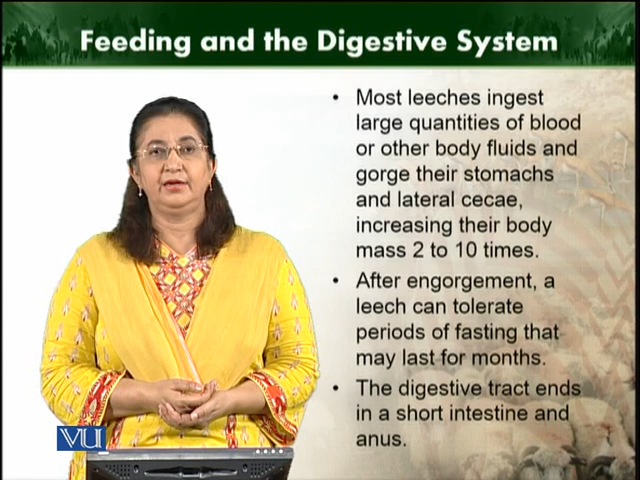 Feeding and the Digestive System
• Most leeches ingest
large quantities of blood
or other body fluids and
gorge their stomachs
and lateral cecae,
increasing their body
mass 2 to 10 times.
• After engorgement, a
leech can tolerate
periods of fasting that
may last for months.
• The digestive tract ends
in a short intestine and
anus.
VU